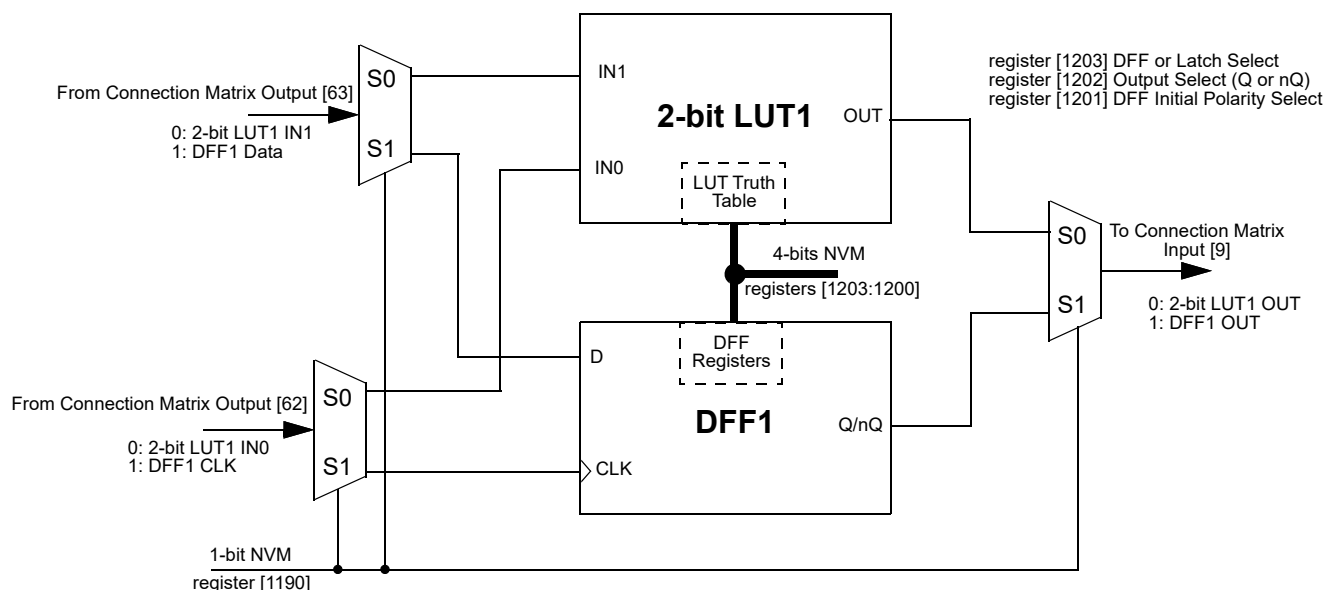 register [1203] DFF or Latch Select
register [1202] Output Select (Q or nQ)
register [1201] DFF Initial Polarity Select
From Connection Matrix Output [63]
0: 2-bit LUT1 IN1
1: DFF1 Data
S0
S1
IN1
IN0
2-bit LUT1
OUT
LUT Truth
Table
4-bits NVM
registers [1203:1200]
S0
S1
To Connection Matrix
Input [9]
0: 2-bit LUT1 OUT
1: DFF1 OUT
DFF
Registers
D
DFF1
Q/nQ
CLK
From Connection Matrix Output [62]
0: 2-bit LUT1 IN0
1: DFF1 CLK
S0
S1
1-bit NVM
register [1190]